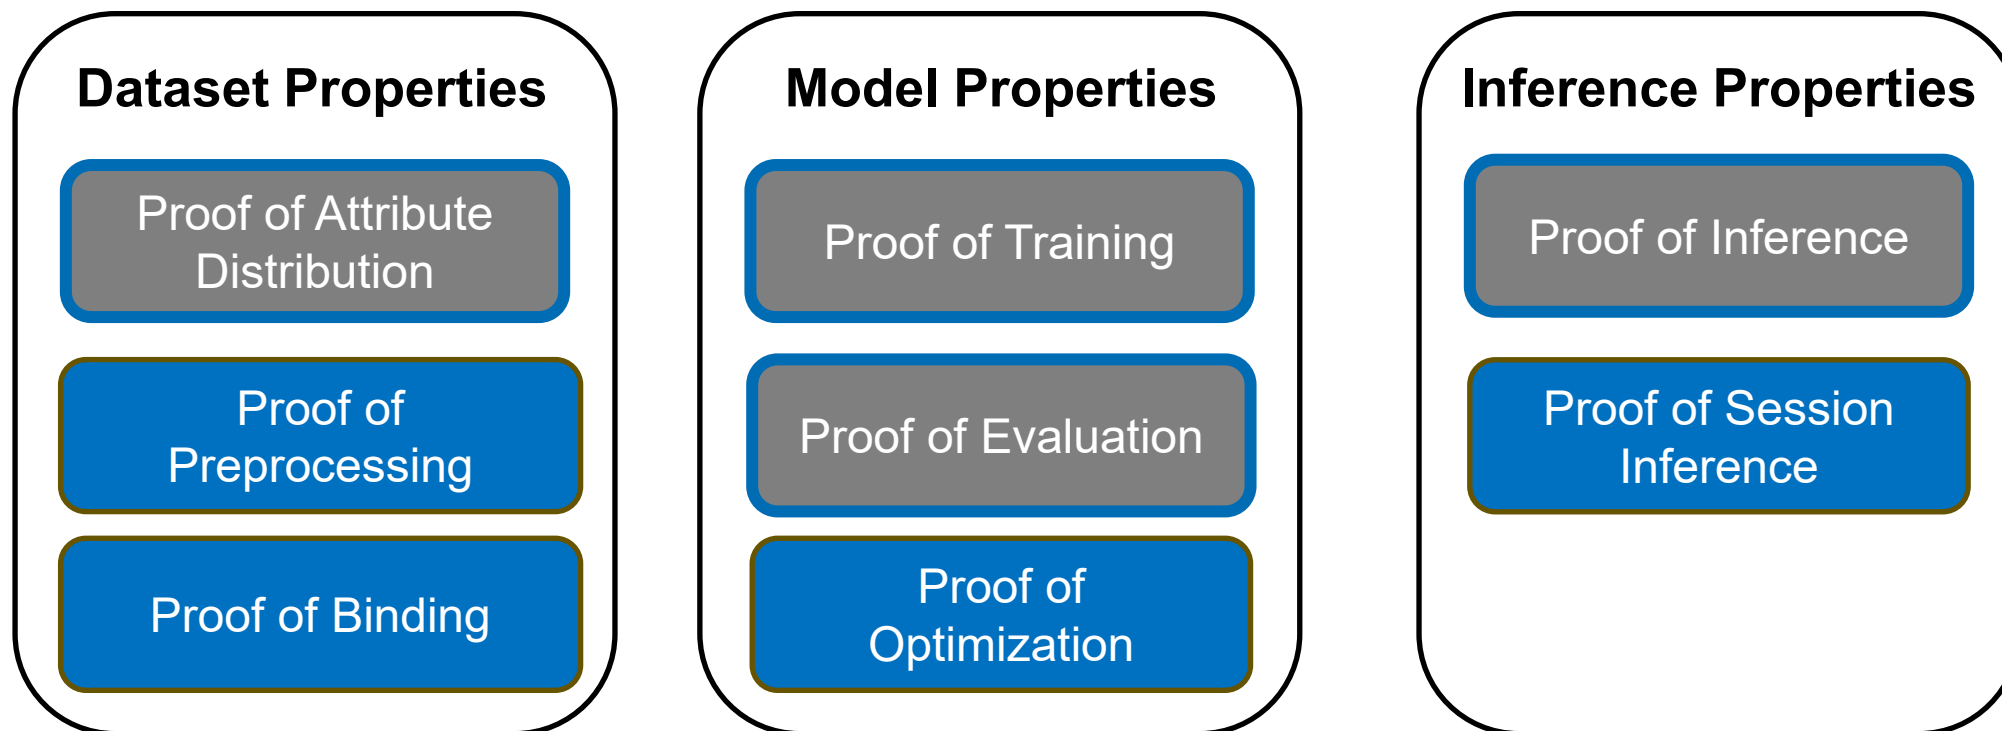 Dataset Properties
Proof of Attribute
Distribution
Proof of
Preprocessing
Proof of Binding
Model Properties
Proof of Training
Proof of Evaluation
Proof of
Optimization
Inference Properties
Proof of Inference
Proof of Session
Inference